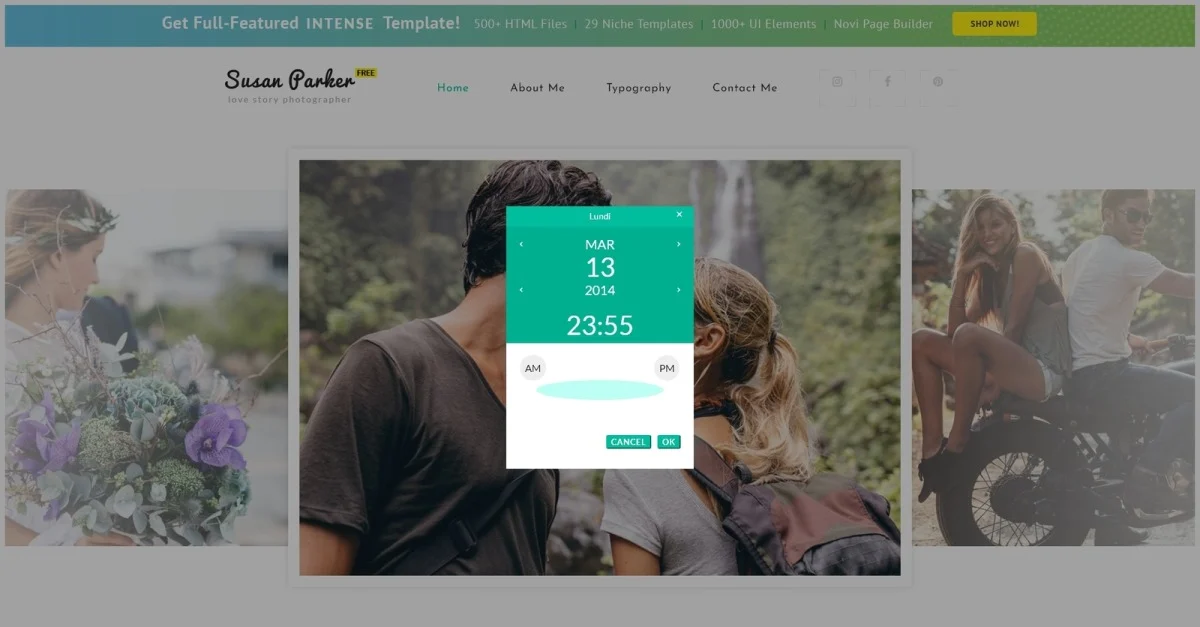 Get Full-Featured INTENSE Template! 500+ HTML Files | 29 Niche Templates | 1000+ UI Elements | Novi Page Builder SHOP NOW!
Susan Parker FREE
love story photographer
Home About Me Typography Contact Me
Lundi ×
‹ MAR ›
13
‹ 2014 ›
23:55
AM PM
CANCEL OK